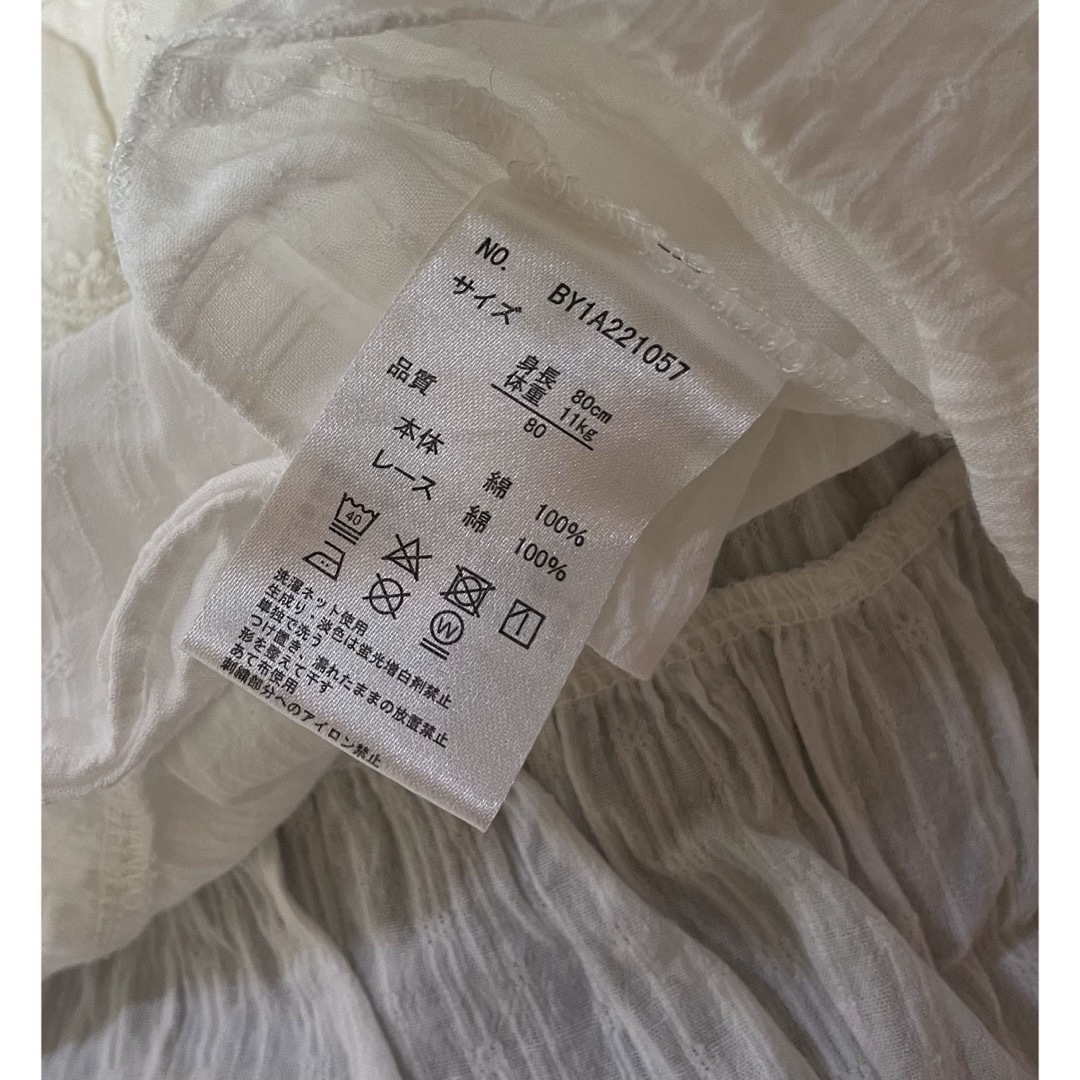 NO. BY1A221057
サイズ 身長 80cm
体重 11kg
80
品質
本体 綿 100%
レース 綿 100%
40
W
洗濯ネット使用
生成り・淡色は蛍光増白剤禁止
単独で洗う
つけ置き、濡れたままの放置禁止
形を整えて干す
あて布使用
刺繍部分へのアイロン禁止